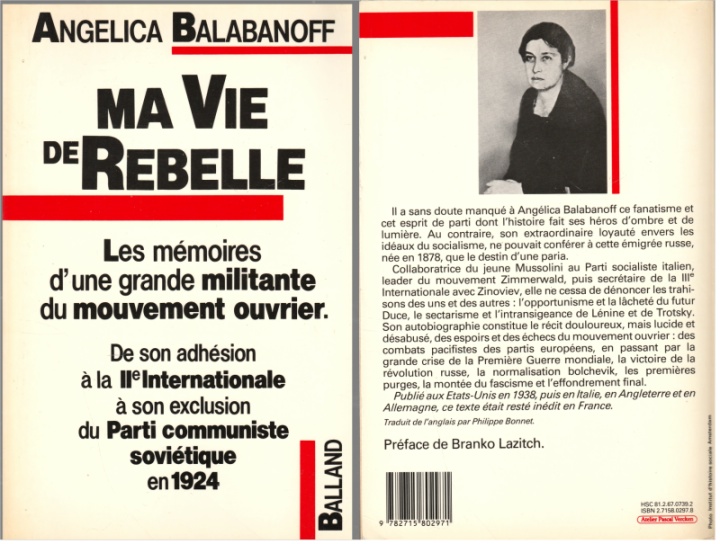 ANGELICA BALABANOFF
MA VIE
DE REBELLE
Les mémoires
d'une grande militante
du mouvement ouvrier.
De son adhésion
à la IIe Internationale
à son exclusion
du Parti communiste
soviétique
en 1924
BALLAND
Il a sans doute manqué à Angélica Balabanoff ce fanatisme et
cet esprit de parti dont l'histoire fait ses héros d'ombre et de
lumière. Au contraire, son extraordinaire loyauté envers les
idéaux du socialisme, ne pouvait conférer à cette émigrée russe,
née en 1878, que le destin d'une paria.
Collaboratrice du jeune Mussolini au Parti socialiste italien,
leader du mouvement Zimmerwald, puis secrétaire de la IIIe
Internationale avec Zinoviev, elle ne cessa de dénoncer les trahi-
sons des uns et des autres : l'opportunisme et la lâcheté du futur
Duce, le sectarisme et l'intransigeance de Lénine et de Trotsky.
Son autobiographie constitue le récit douloureux, mais lucide et
désabusé, des espoirs et des échecs du mouvement ouvrier : des
combats pacifistes des partis européens, en passant par la
grande crise de la Première Guerre mondiale, la victoire de la
révolution russe, la normalisation bolchevik, les premières
purges, la montée du fascisme et l'effondrement final.
Publié aux Etats-Unis en 1938, puis en Italie, en Angleterre et en
Allemagne, ce texte était resté inédit en France.
Traduit de l'anglais par Philippe Bonnet.
Préface de Branko Lazitch.
9 782715 802971
HSC 81.2.67.0739.2
ISBN 2.7158.0297.8
Atelier Pascal Vercken
Photo Institut d'histoire sociale Amsterdam